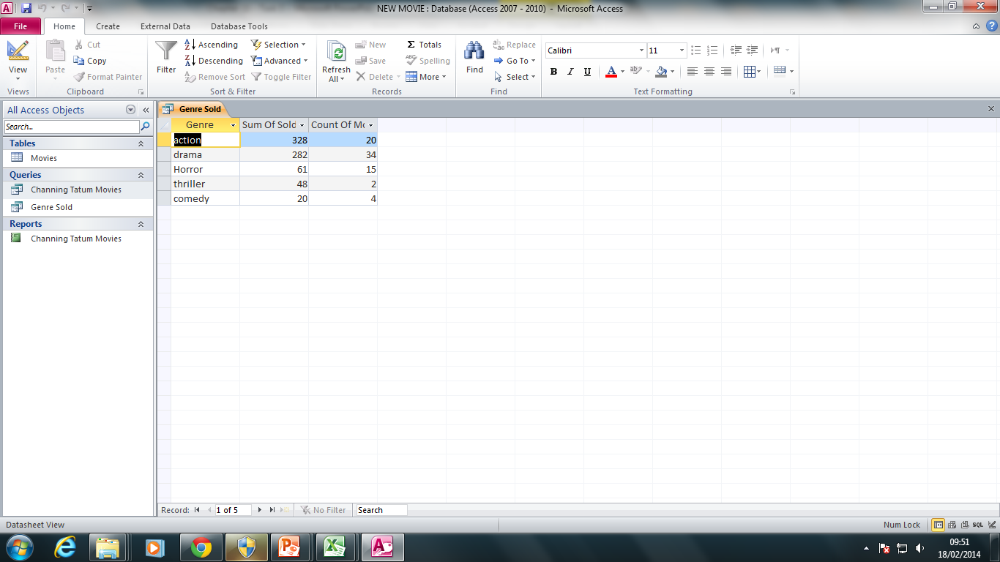 NEW MOVIE : Database (Access 2007 - 2010) - Microsoft Access
File Home Create External Data Database Tools
View
Views
Paste
Cut
Copy
Format Painter
Clipboard
Filter
Ascending
Descending
Remove Sort
Selection
Advanced
Toggle Filter
Sort & Filter
Refresh
All
New
Save
Delete
Totals
Spelling
More
Records
Find
Replace
Go To
Select
Find
Calibri 11
B I U A ab
Text Formatting
All Access Objects
Search...
Tables
Movies
Queries
Channing Tatum Movies
Genre Sold
Reports
Channing Tatum Movies
Genre Sold
Genre Sum Of Sold Count Of Mo
action 328 20
drama 282 34
Horror 61 15
thriller 48 2
comedy 20 4
Record: 1 of 5 No Filter Search
Datasheet View Num Lock SQL
09:51
18/02/2014